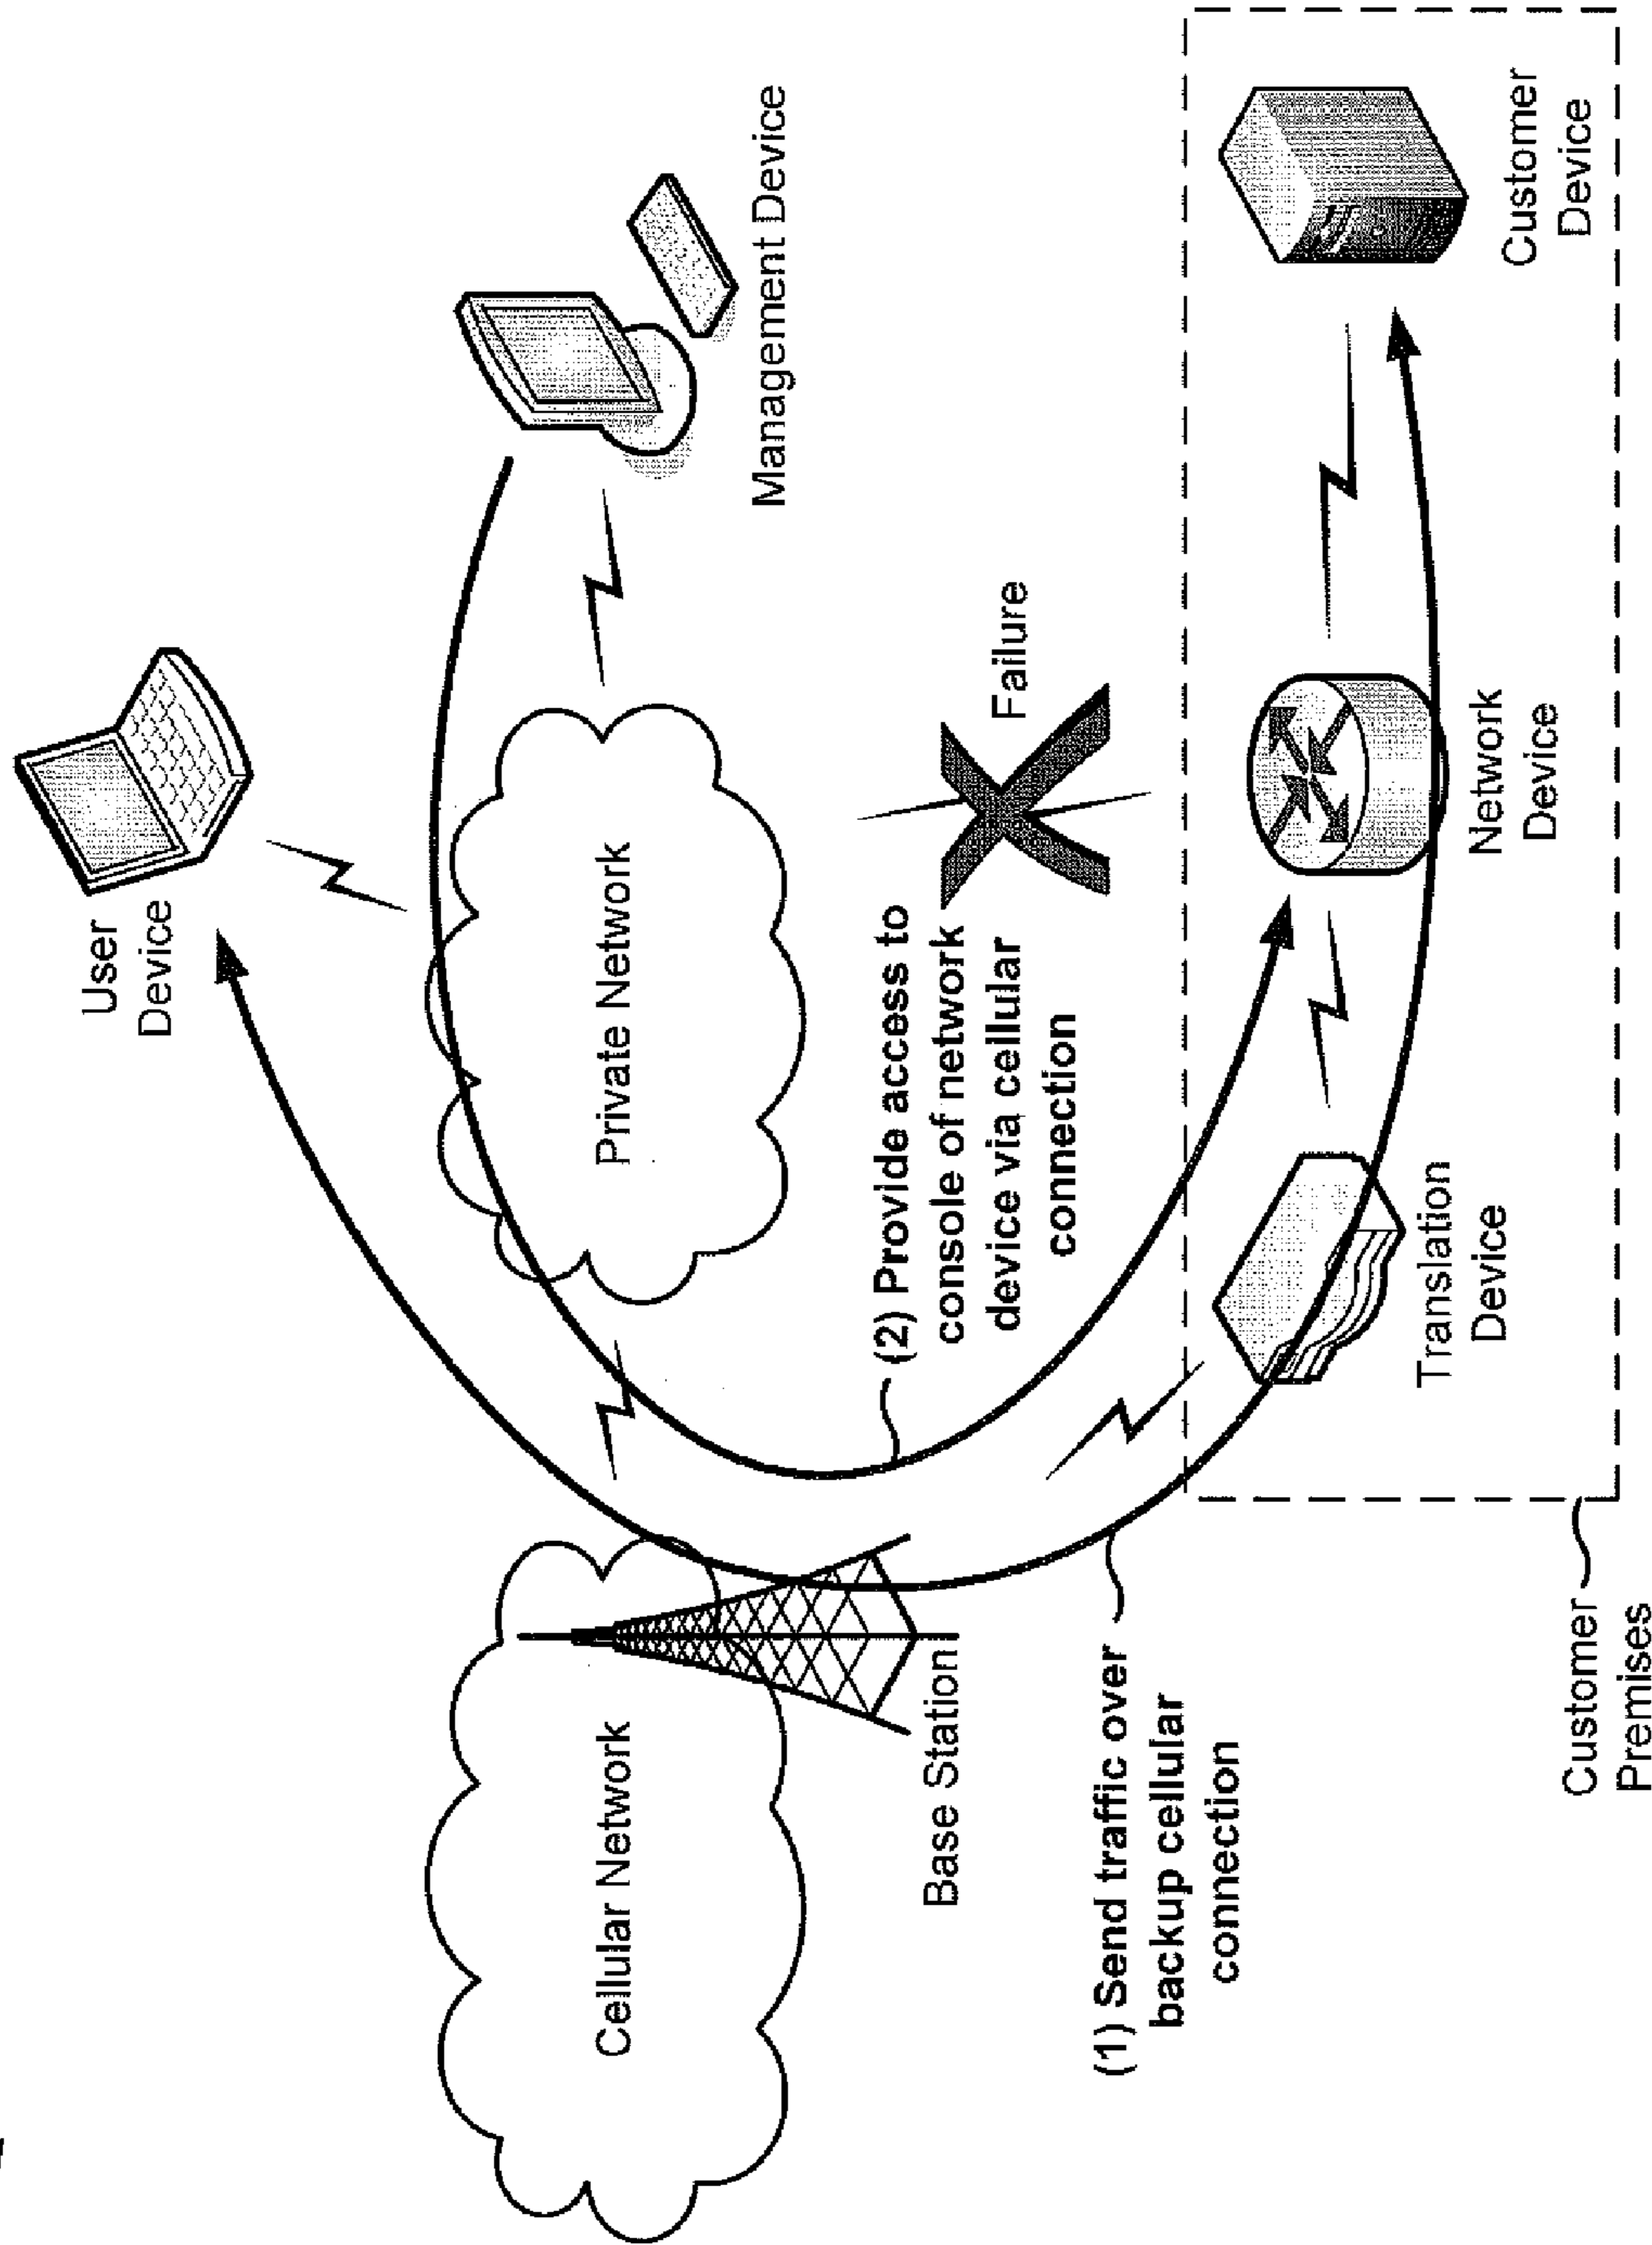 User
Device
Management Device
Cellular Network
Private Network
Base Station
Failure
(2) Provide access to
console of network
device via cellular
connection
(1) Send traffic over
backup cellular
connection
Translation
Device
Network
Device
Customer
Device
Customer
Premises